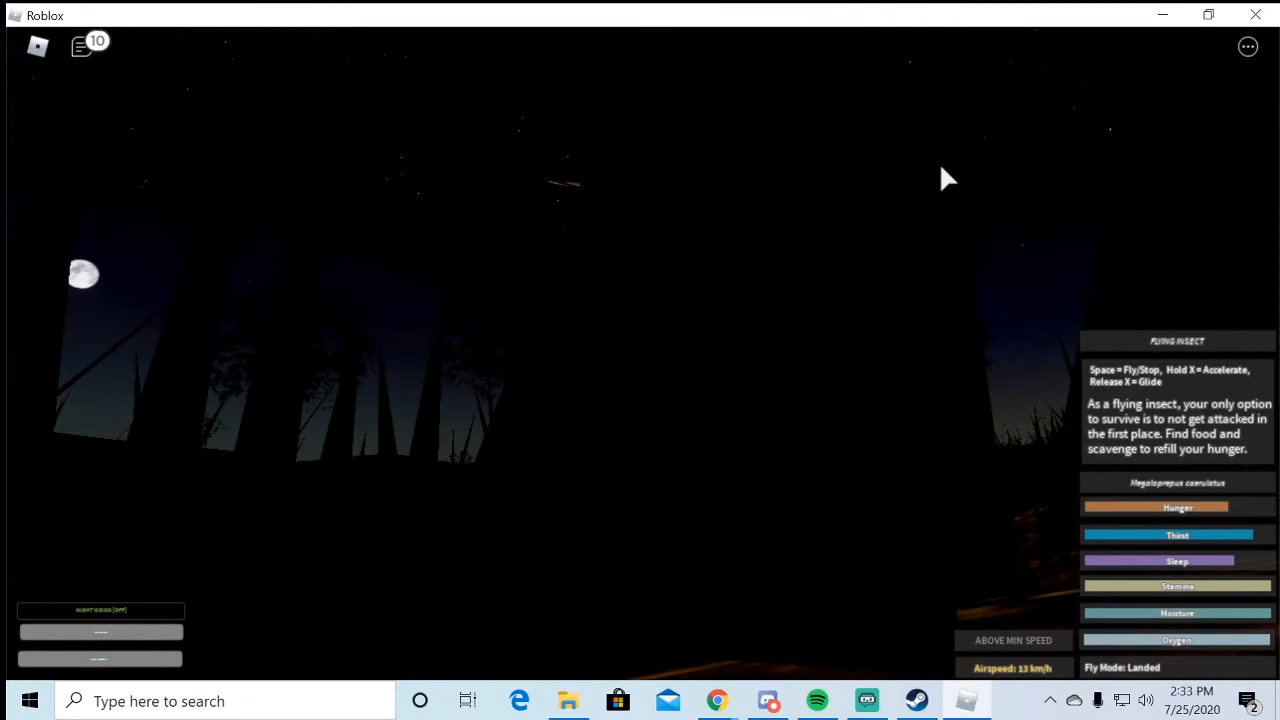 Roblox
10
FLYING INSECT
Space = Fly/Stop, Hold X = Accelerate,
Release X = Glide
As a flying insect, your only option
to survive is to not get attacked in
the first place. Find food and
scavenge to refill your hunger.
Megaloprepus caerulatus
Hunger
Thirst
Sleep
Stamina
Moisture
Oxygen
NIGHT VISION [OFF]
ABOVE MIN SPEED
Airspeed: 13 km/h
Fly Mode: Landed
Type here to search
2:33 PM
7/25/2020
2